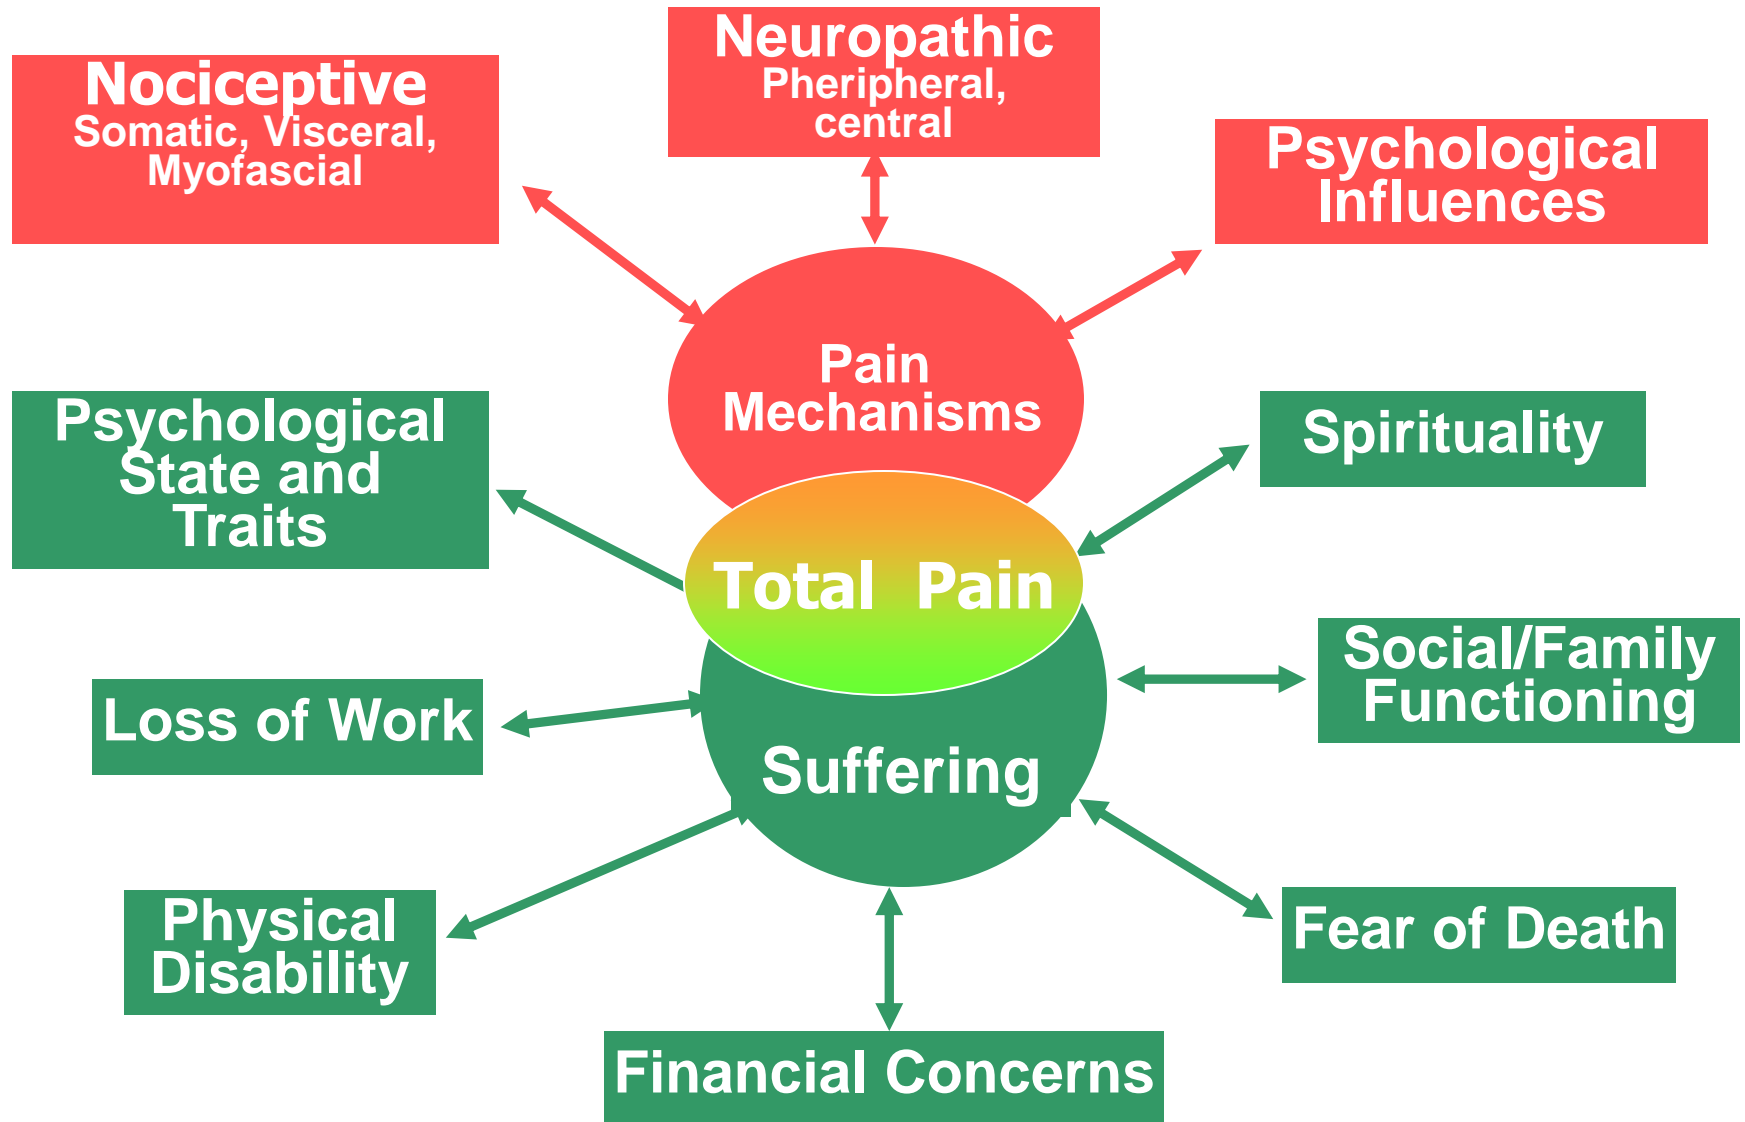 Neuropathic
Pheripheral,
central
Nociceptive
Somatic, Visceral,
Myofascial
Psychological
Influences
Pain
Mechanisms
Psychological
State and
Traits
Spirituality
Total Pain
Social/Family
Functioning
Loss of Work
Suffering
Physical
Disability
Fear of Death
Financial Concerns